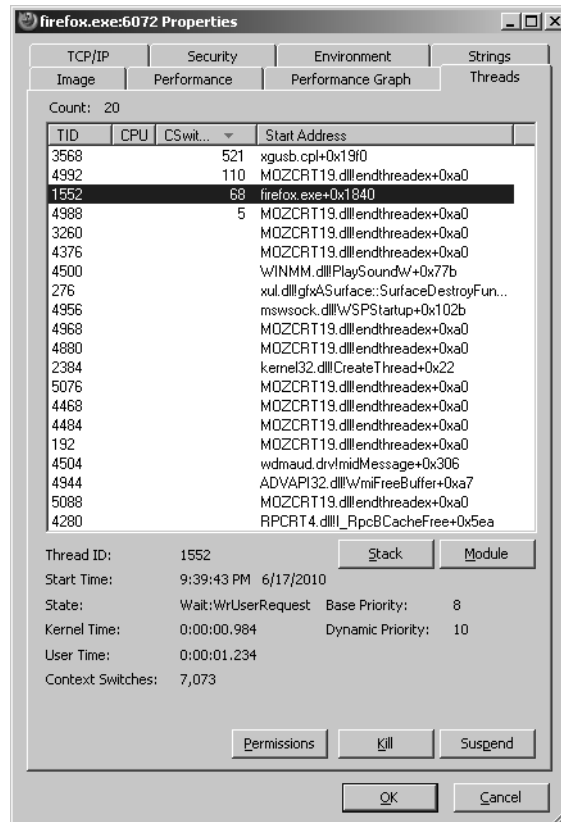 firefox.exe:6072 Properties
TCP/IP Security Environment Strings
Image Performance Performance Graph Threads
Count: 20
TID CPU CSwit... Start Address
3568 521 xgusb.cpl+0x19f0
4992 110 MOZCRT19.dll!endthreadex+0xa0
1552 68 firefox.exe+0x1840
4988 5 MOZCRT19.dll!endthreadex+0xa0
3260 MOZCRT19.dll!endthreadex+0xa0
4376 MOZCRT19.dll!endthreadex+0xa0
4500 WINMM.dll!PlaySoundW+0x77b
276 xul.dll!gfxASurface::SurfaceDestroyFun...
4956 mswsock.dll!WSPStartup+0x102b
4968 MOZCRT19.dll!endthreadex+0xa0
4880 MOZCRT19.dll!endthreadex+0xa0
2384 kernel32.dll!CreateThread+0x22
5076 MOZCRT19.dll!endthreadex+0xa0
4468 MOZCRT19.dll!endthreadex+0xa0
4484 MOZCRT19.dll!endthreadex+0xa0
192 MOZCRT19.dll!endthreadex+0xa0
4504 wdmaud.drv!midMessage+0x306
4944 ADVAPI32.dll!WmiFreeBuffer+0xa7
5088 MOZCRT19.dll!endthreadex+0xa0
4280 RPCRT4.dll!I_RpcBCacheFree+0x5ea
Thread ID: 1552 Stack Module
Start Time: 9:39:43 PM 6/17/2010
State: Wait:WrUserRequest Base Priority: 8
Kernel Time: 0:00:00.984 Dynamic Priority: 10
User Time: 0:00:01.234
Context Switches: 7,073
Permissions Kill Suspend
OK Cancel